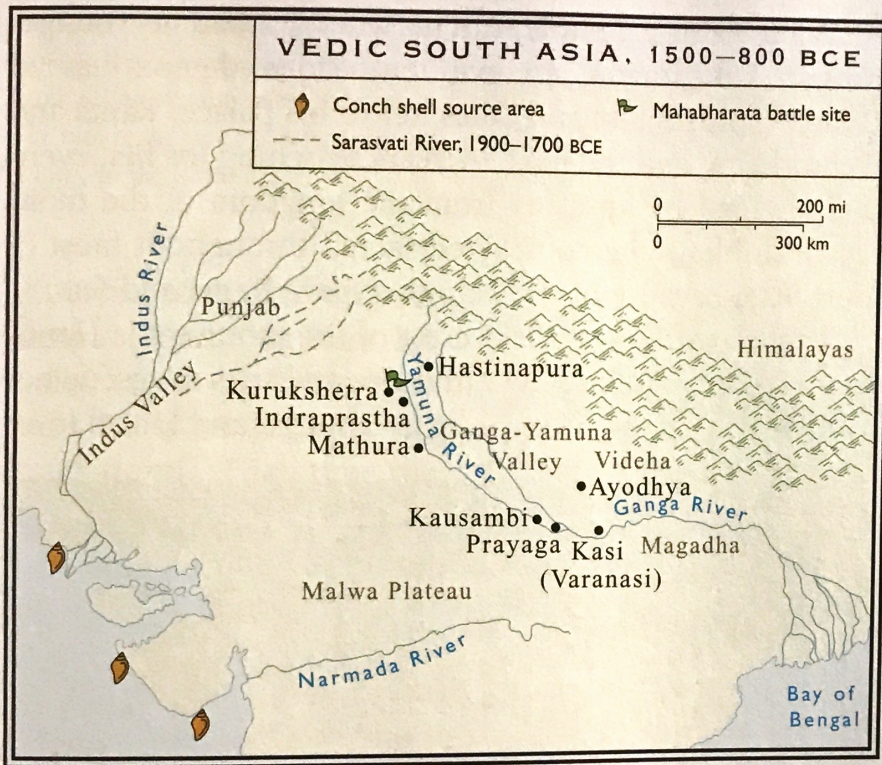 VEDIC SOUTH ASIA, 1500–800 BCE
Conch shell source area
Mahabharata battle site
Sarasvati River, 1900–1700 BCE
0 200 mi
0 300 km
Indus River
Punjab
Himalayas
Indus Valley
Yamuna River
Hastinapura
Kurukshetra
Indraprastha
Mathura
Ganga-Yamuna
Valley
Videha
Ayodhya
Ganga River
Kausambi
Prayaga
Kasi
(Varanasi)
Magadha
Malwa Plateau
Narmada River
Bay of
Bengal